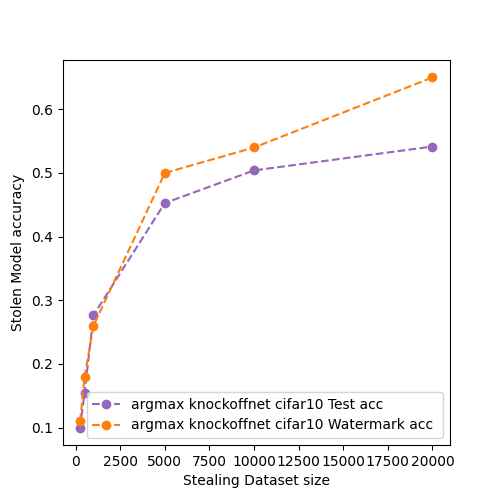 0.6
0.5
0.4
0.3
0.2
0.1
Stolen Model accuracy
argmax knockoffnet cifar10 Test acc
argmax knockoffnet cifar10 Watermark acc
0 2500 5000 7500 10000 12500 15000 17500 20000
Stealing Dataset size